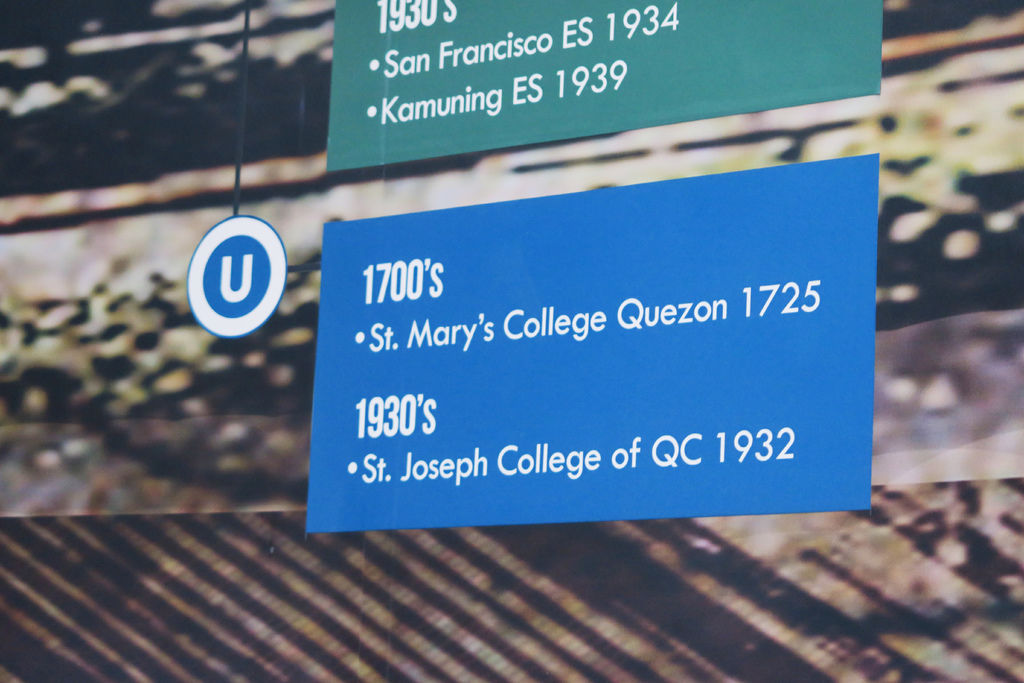 1930's
•San Francisco ES 1934
•Kamuning ES 1939
U
1700's
•St. Mary's College Quezon 1725
1930's
•St. Joseph College of QC 1932